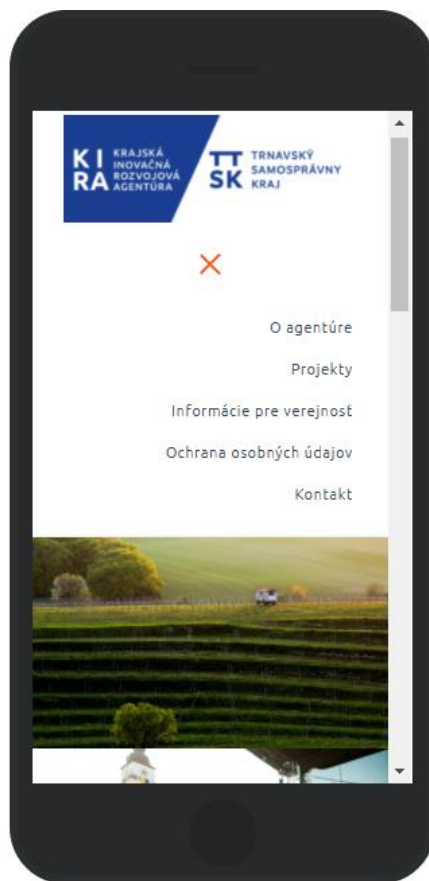 KI
RA
KRAJSKÁ
INOVAČNÁ
ROZVOJOVÁ
AGENTÚRA
TT
SK
TRNAVSKÝ
SAMOSPRÁVNY
KRAJ
O agentúre
Projekty
Informácie pre verejnosť
Ochrana osobných údajov
Kontakt